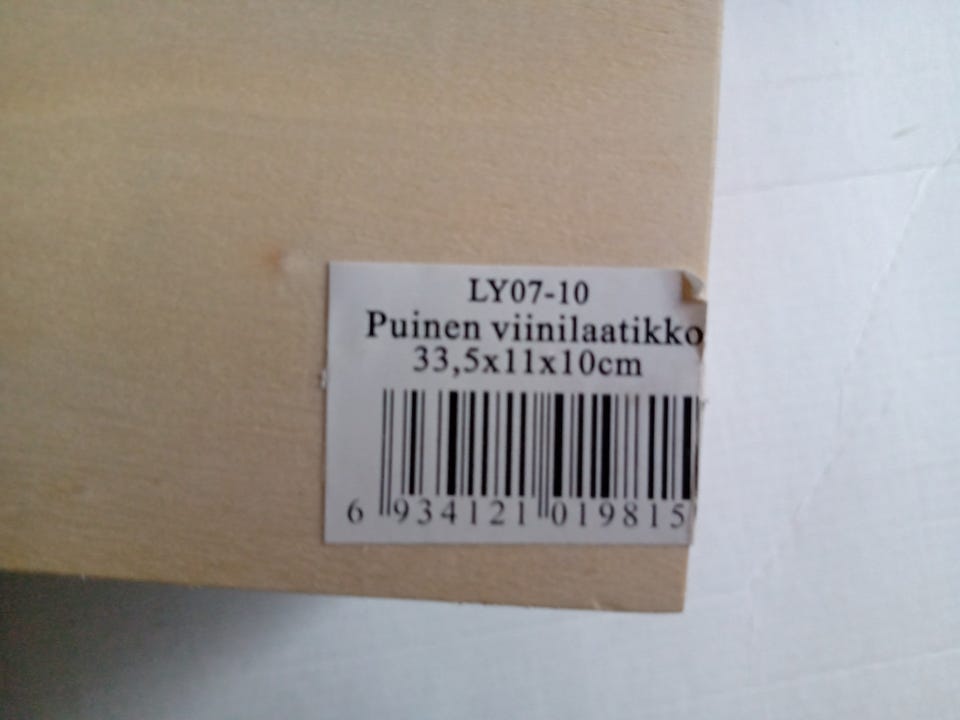 LY07-10
Puinen viinilaatikko
33,5x11x10cm
6 934121 019815